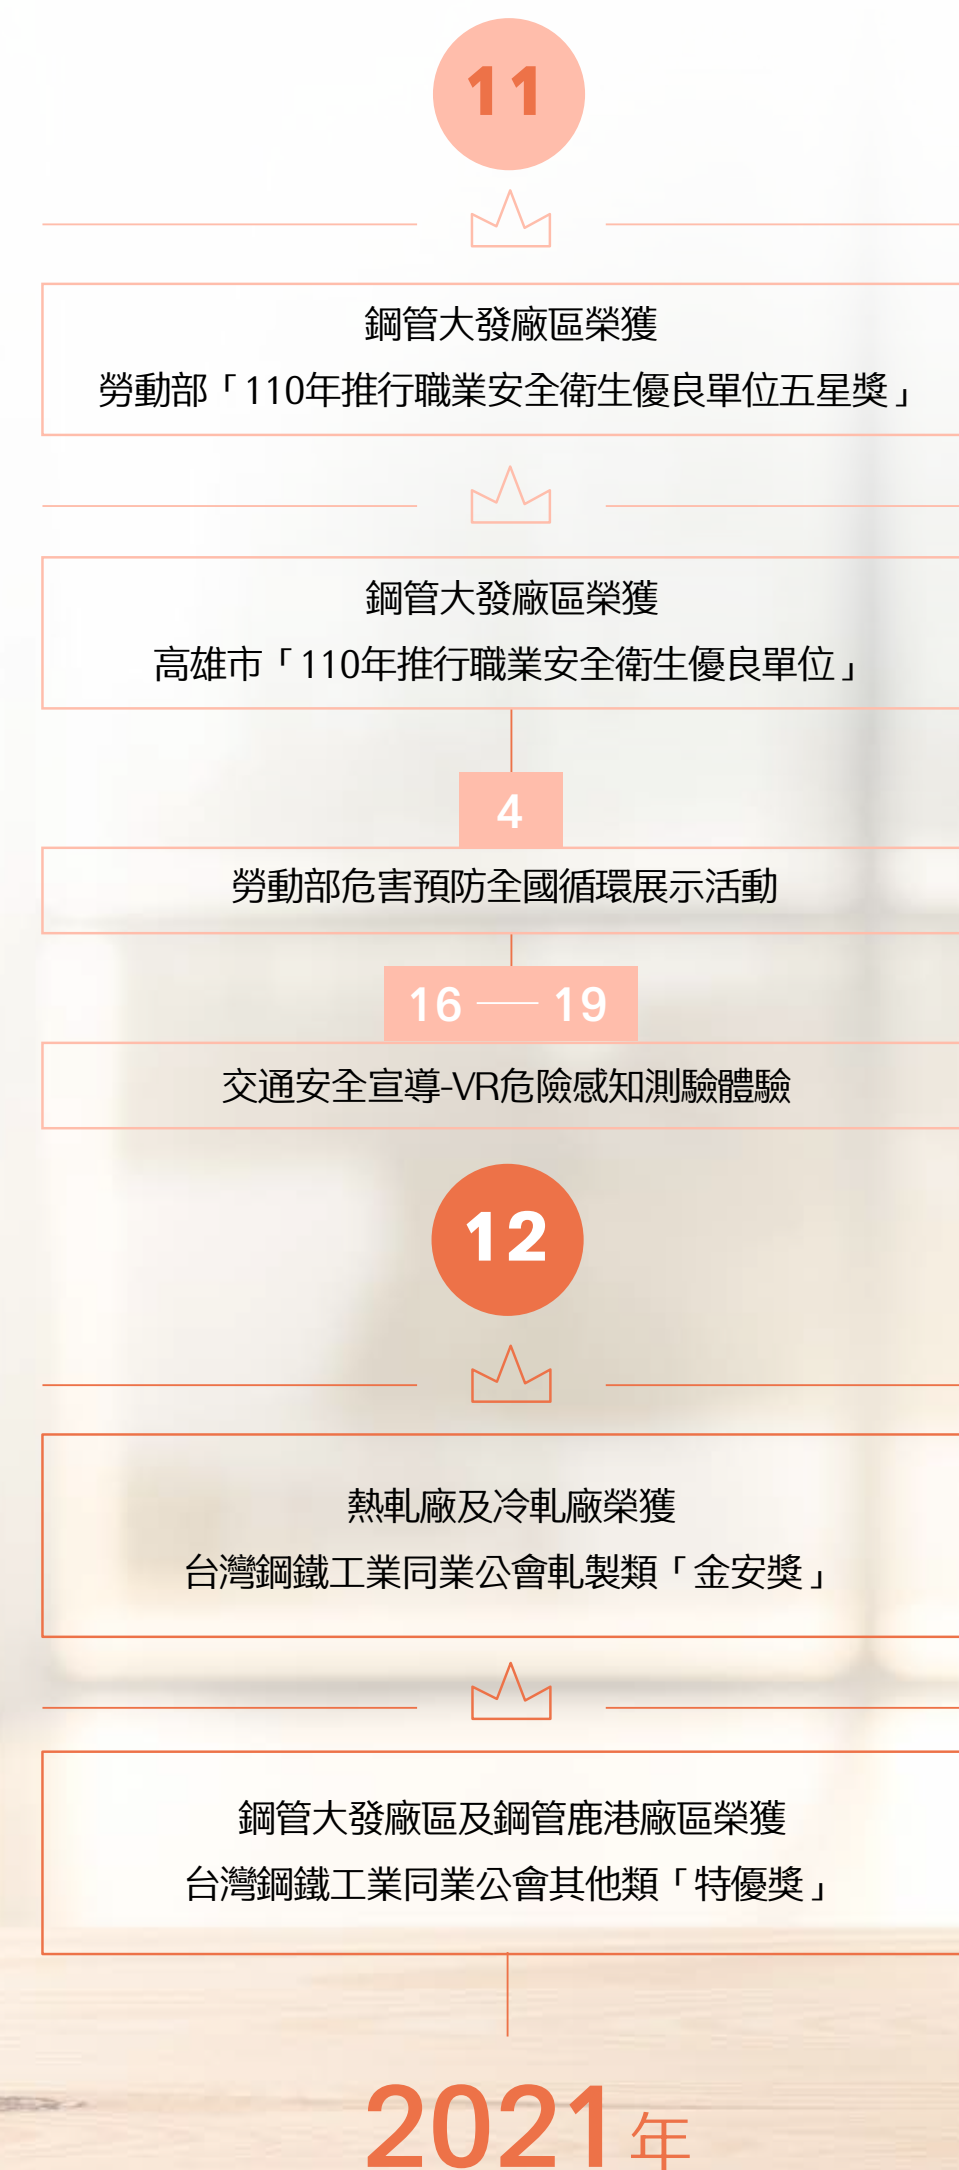 11
鋼管大發廠區榮獲
勞動部「110年推行職業安全衛生優良單位五星獎」
鋼管大發廠區榮獲
高雄市「110年推行職業安全衛生優良單位」
4
勞動部危害預防全國循環展示活動
16 — 19
交通安全宣導-VR危險感知測驗體驗
12
熱軋廠及冷軋廠榮獲
台灣鋼鐵工業同業公會軋製類「金安獎」
鋼管大發廠區及鋼管鹿港廠區榮獲
台灣鋼鐵工業同業公會其他類「特優獎」
2021年